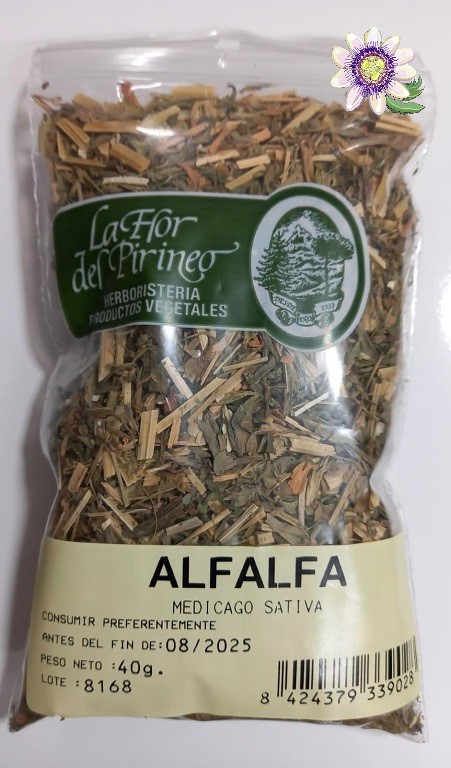 La Flor
del Pirineo
HERBORISTERIA
PRODUCTOS VEGETALES
ALFALFA
MEDICAGO SATIVA
CONSUMIR PREFERENTEMENTE
ANTES DEL FIN DE:08/2025
PESO NETO :40g.
LOTE :8168
8 424379 339028